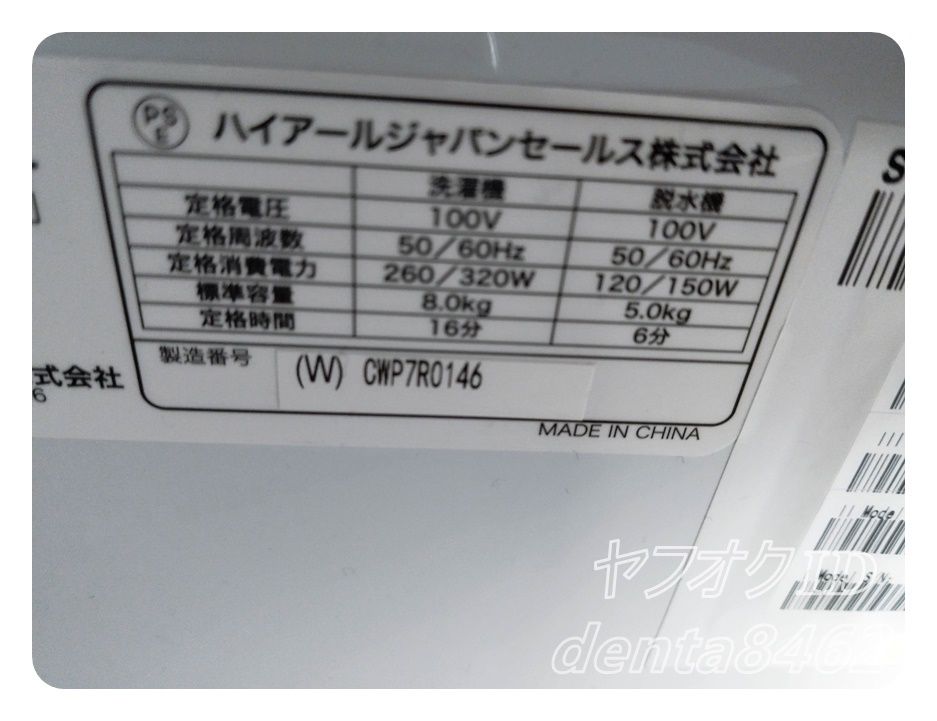 PS
E
ハイアールジャパンセールス株式会社
洗濯機 脱水機
定格電圧 100V 100V
定格周波数 50/60Hz 50/60Hz
定格消費電力 260/320W 120/150W
標準容量 8.0kg 5.0kg
定格時間 16分 6分
製造番号 (W) CWP7R0146
MADE IN CHINA
式会社
6
S
Model
Model S/N:
ヤフオクID
denta8462